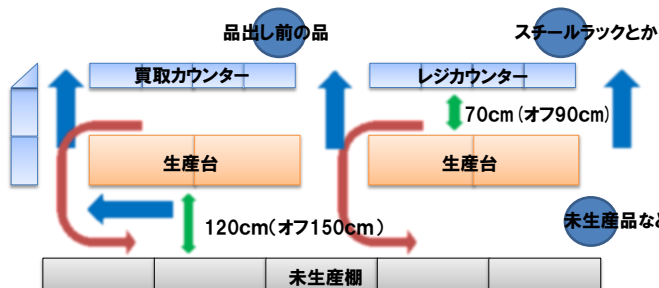 品出し前の品
スチールラックとか
買取カウンター
レジカウンター
70cm(オフ90cm)
生産台
生産台
120cm(オフ150cm)
未生産品など
未生産棚